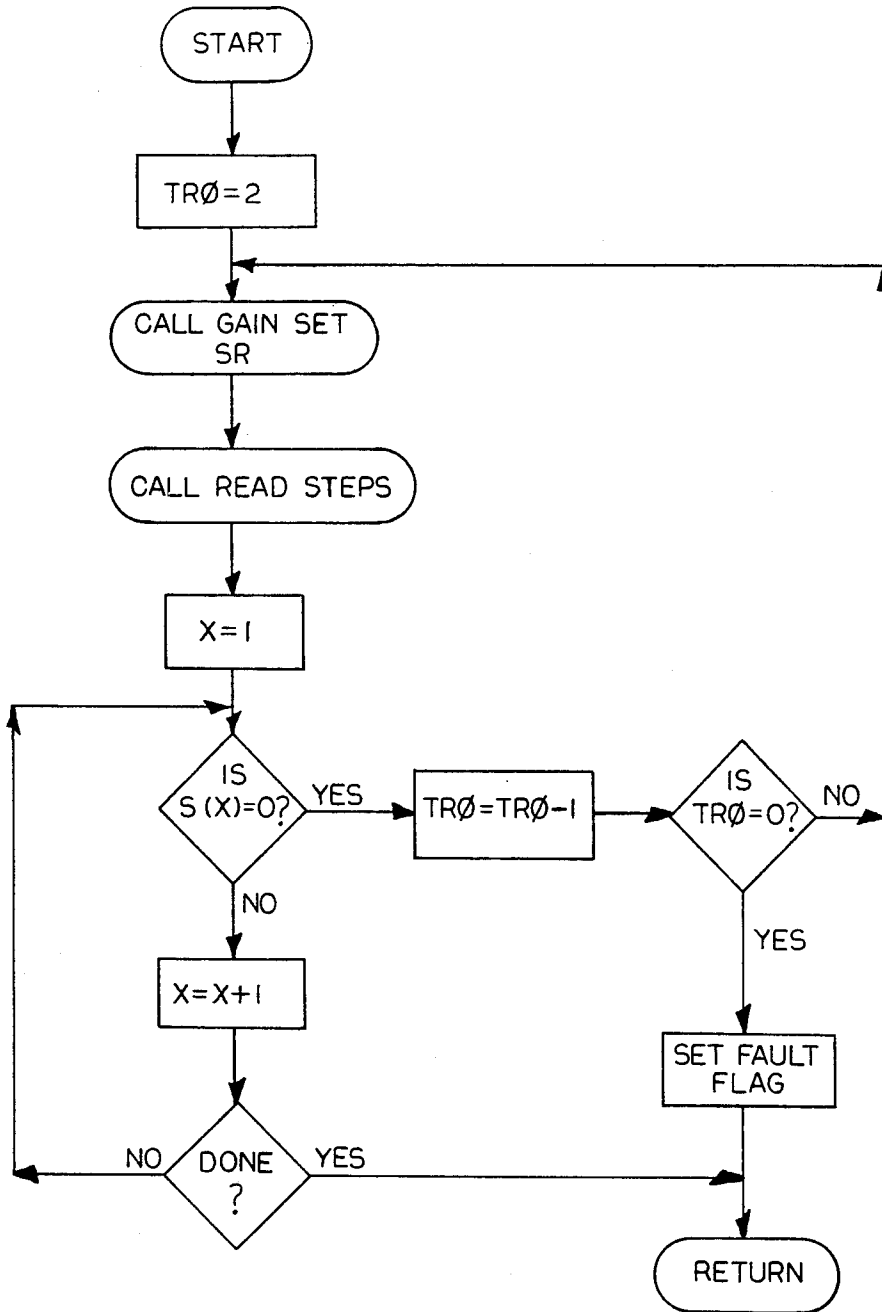 START
TRØ=2
CALL GAIN SET
SR
CALL READ STEPS
X=1
IS
S(X)=0?
YES
TRØ=TRØ-1
IS
TRØ=0?
NO
NO
YES
X=X+1
SET FAULT
FLAG
NO
DONE
?
YES
RETURN